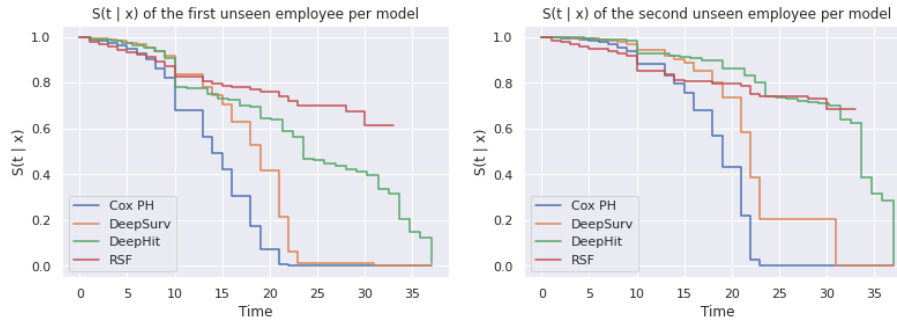 S(t | x) of the first unseen employee per model
S(t | x)
1.0
0.8
0.6
0.4
0.2
0.0
Cox PH
DeepSurv
DeepHit
RSF
0 5 10 15 20 25 30 35
Time
S(t | x) of the second unseen employee per model
S(t | x)
1.0
0.8
0.6
0.4
0.2
0.0
Cox PH
DeepSurv
DeepHit
RSF
0 5 10 15 20 25 30 35
Time